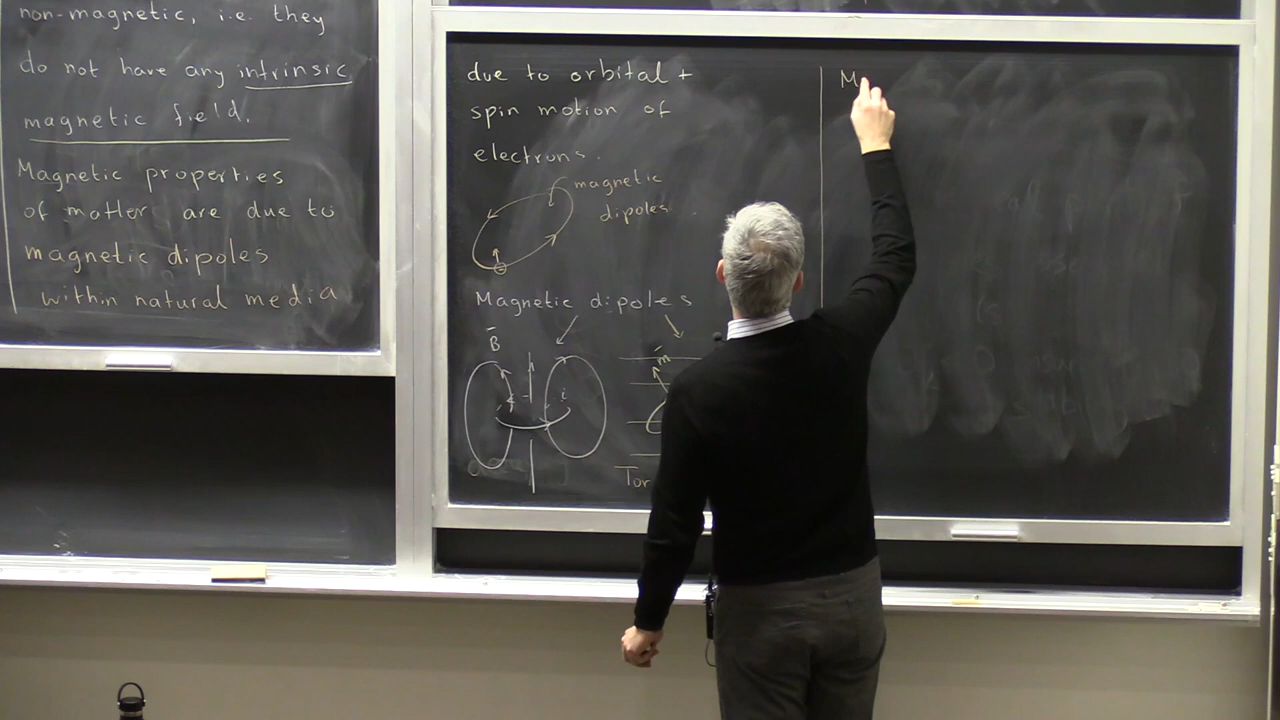 non-magnetic, i.e. they
do not have any intrinsic
magnetic field.
Magnetic properties
of matter are due to
magnetic dipoles
within natural media
due to orbital +
spin motion of
electrons.
magnetic
dipoles
Magnetic dipoles
B
i
m
Tor
M